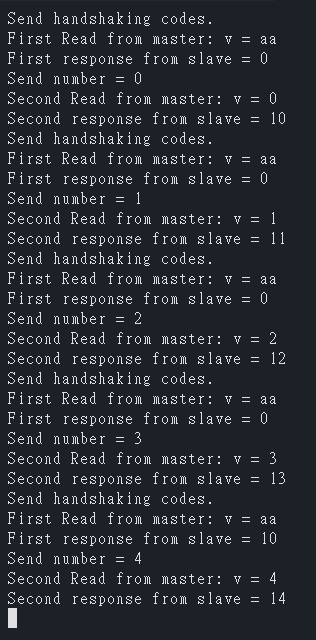 Send handshaking codes.
First Read from master: v = aa
First response from slave = 0
Send number = 0
Second Read from master: v = 0
Second response from slave = 10
Send handshaking codes.
First Read from master: v = aa
First response from slave = 0
Send number = 1
Second Read from master: v = 1
Second response from slave = 11
Send handshaking codes.
First Read from master: v = aa
First response from slave = 0
Send number = 2
Second Read from master: v = 2
Second response from slave = 12
Send handshaking codes.
First Read from master: v = aa
First response from slave = 0
Send number = 3
Second Read from master: v = 3
Second response from slave = 13
Send handshaking codes.
First Read from master: v = aa
First response from slave = 10
Send number = 4
Second Read from master: v = 4
Second response from slave = 14